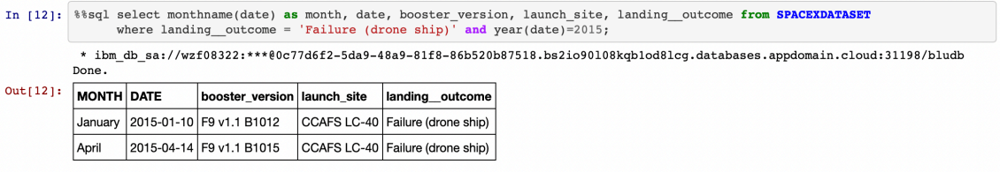 In [12]: %%sql select monthname(date) as month, date, booster_version, launch_site, landing__outcome from SPACEXDATASET
where landing__outcome = 'Failure (drone ship)' and year(date)=2015;
* ibm_db_sa://wzf08322:***@0c77d6f2-5da9-48a9-81f8-86b520b87518.bs2io90l08kqb1od8lcg.databases.appdomain.cloud:31198/bludb
Done.
Out[12]: MONTH DATE booster_version launch_site landing__outcome
January 2015-01-10 F9 v1.1 B1012 CCAFS LC-40 Failure (drone ship)
April 2015-04-14 F9 v1.1 B1015 CCAFS LC-40 Failure (drone ship)